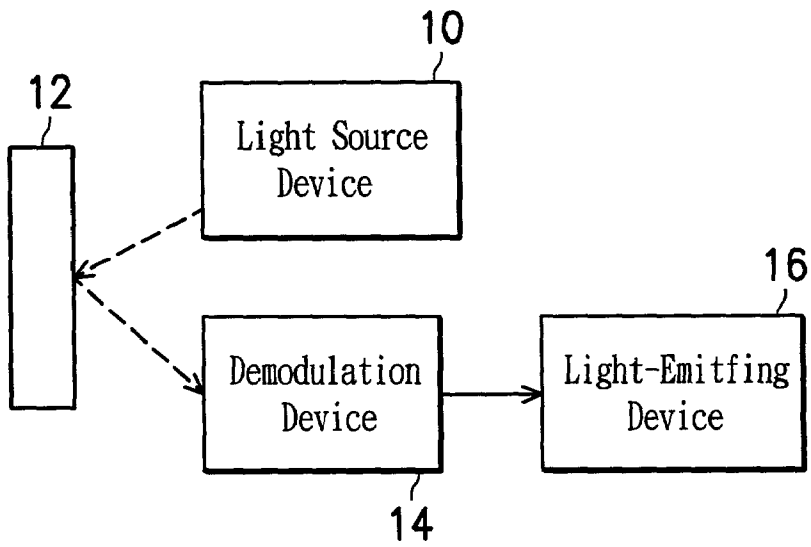 10
12
Light Source
Device
16
Demodulation
Device
Light-Emitfing
Device
14